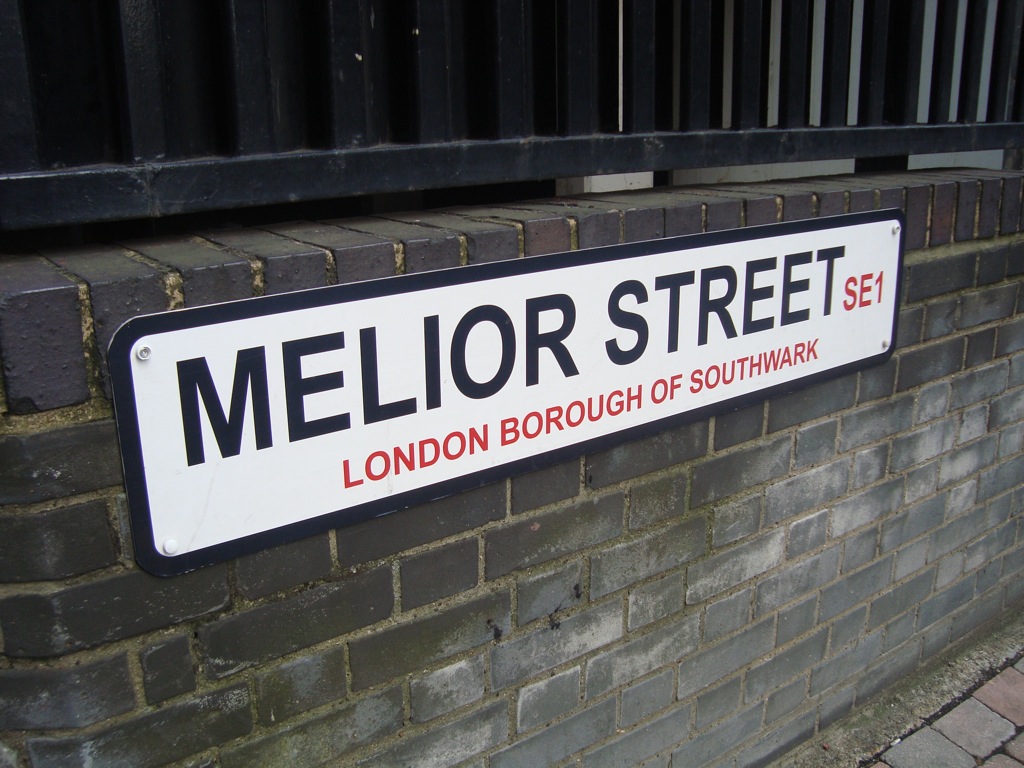 MELIOR STREET SE1
LONDON BOROUGH OF SOUTHWARK